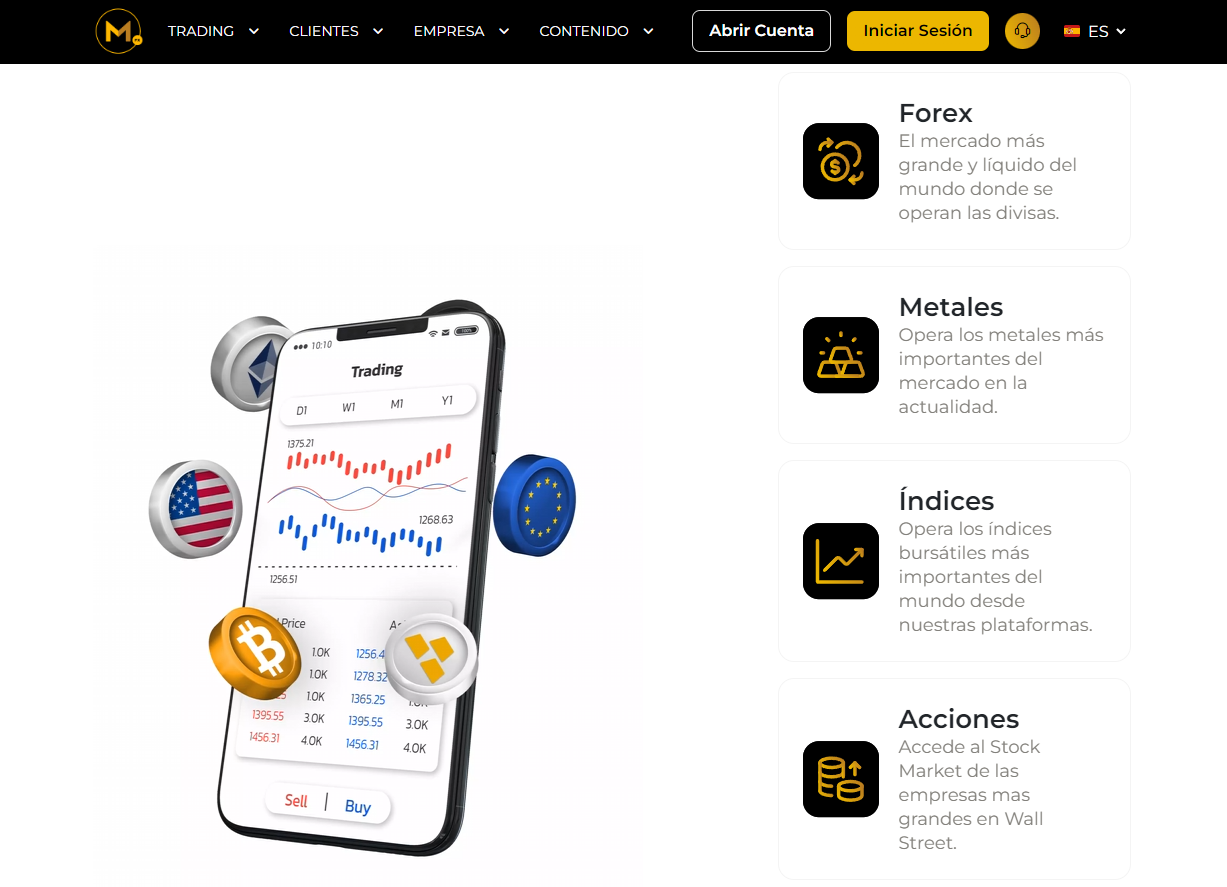 M
TRADING CLIENTES EMPRESA CONTENIDO Abrir Cuenta Iniciar Sesión ES
Forex
El mercado más
grande y líquido del
mundo donde se
operan las divisas.
Metales
Opera los metales más
importantes del
mercado en la
actualidad.
Índices
Opera los índices
bursátiles más
importantes del
mundo desde
nuestras plataformas.
Acciones
Accede al Stock
Market de las
empresas mas
grandes en Wall
Street.
10:10 100%
Trading
D1 W1 M1 Y1
1375.21
1268.63
1256.51
Price
1.0K 1256.4
1.0K 1278.32
1.0K 1365.25 1.0K
1395.55 3.0K 1395.55 3.0K
1456.31 4.0K 1456.31 4.0K
Sell | Buy